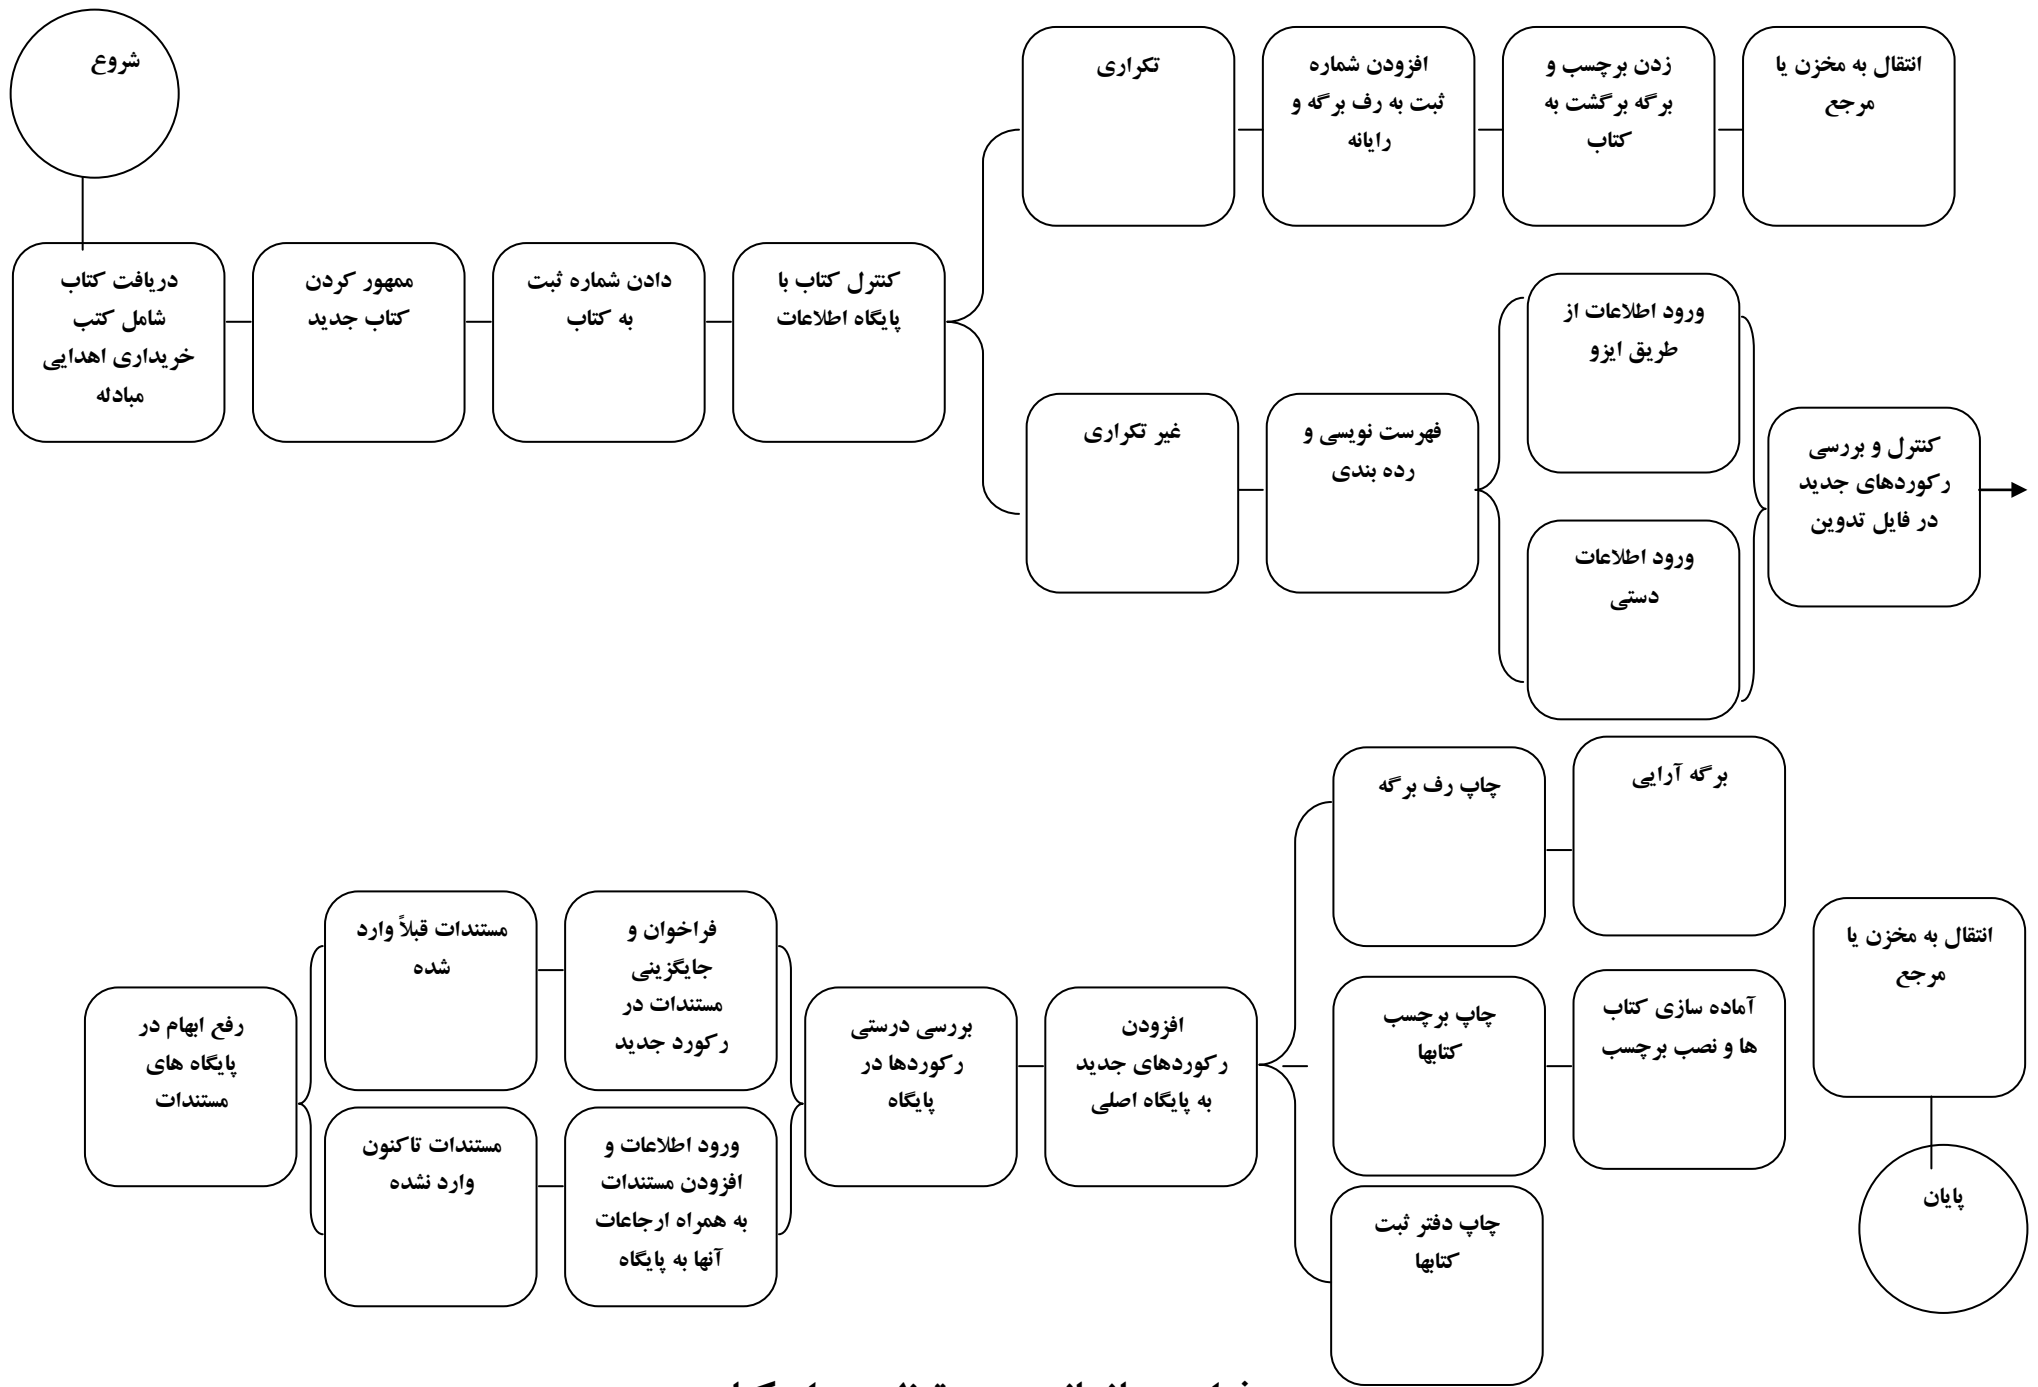 شروع
دریافت کتاب
شامل کتب
خریداری اهدایی
مبادله
ممهور کردن
کتاب جدید
دادن شماره ثبت
به کتاب
کنترل کتاب با
پایگاه اطلاعات
تکراری
افزودن شماره
ثبت به رف برگه و
رایانه
زدن برچسب و
برگه برگشت به
کتاب
انتقال به مخزن یا
مرجع
غیر تکراری
فهرست نویسی و
رده بندی
ورود اطلاعات از
طریق ایزو
ورود اطلاعات
دستی
کنترل و بررسی
رکوردهای جدید
در فایل تدوین
رفع ابهام در
پایگاه های
مستندات
مستندات قبلاً وارد
شده
فراخوان و
جایگزینی
مستندات در
رکورد جدید
مستندات تاکنون
وارد نشده
ورود اطلاعات و
افزودن مستندات
به همراه ارجاعات
آنها به پایگاه
بررسی درستی
رکوردها در
پایگاه
افزودن
رکوردهای جدید
به پایگاه اصلی
چاپ رف برگه
برگه آرایی
چاپ برچسب
کتابها
آماده سازی کتاب
ها و نصب برچسب
چاپ دفتر ثبت
کتابها
انتقال به مخزن یا
مرجع
پایان